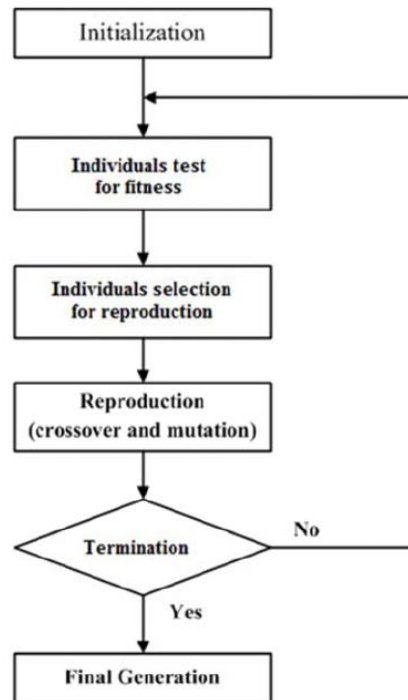 Initialization
Individuals test
for fitness
Individuals selection
for reproduction
Reproduction
(crossover and mutation)
Termination
No
Yes
Final Generation